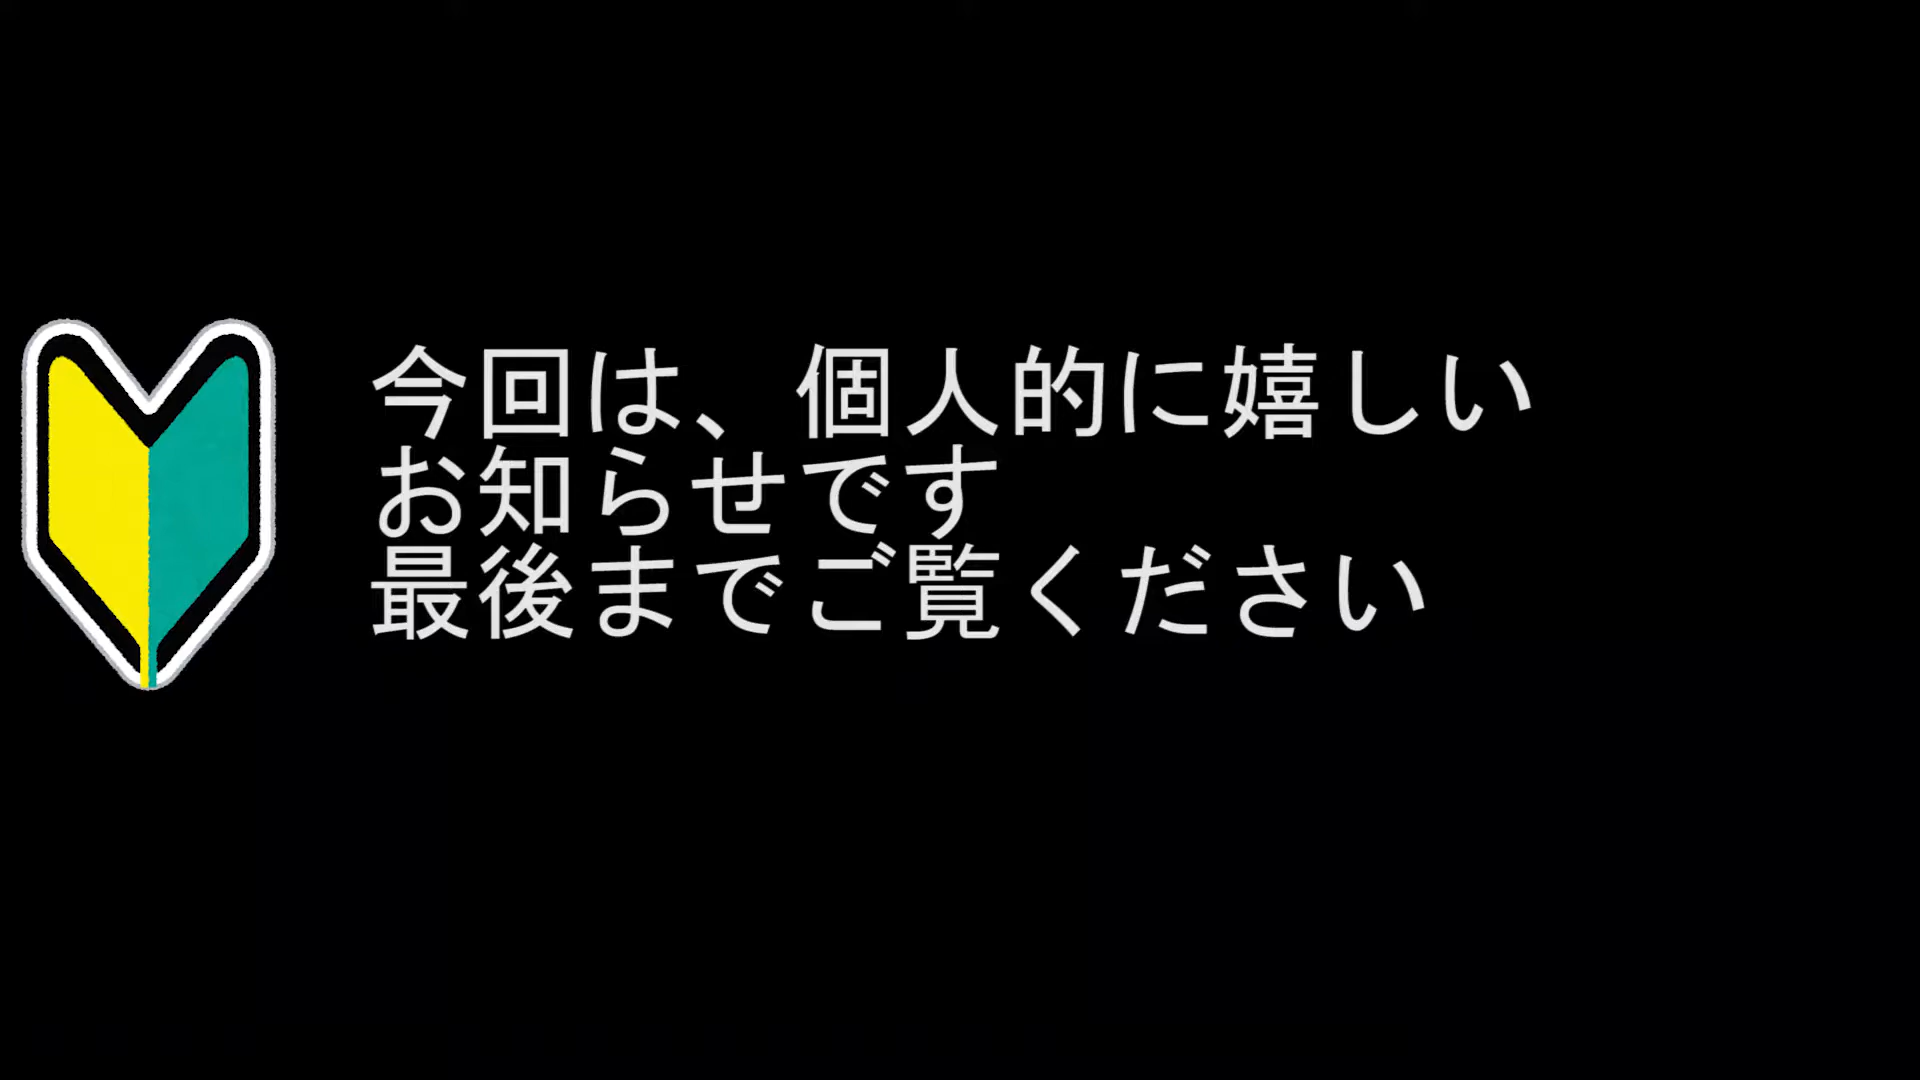 今回は、個人的に嬉しい
お知らせです
最後までご覧ください